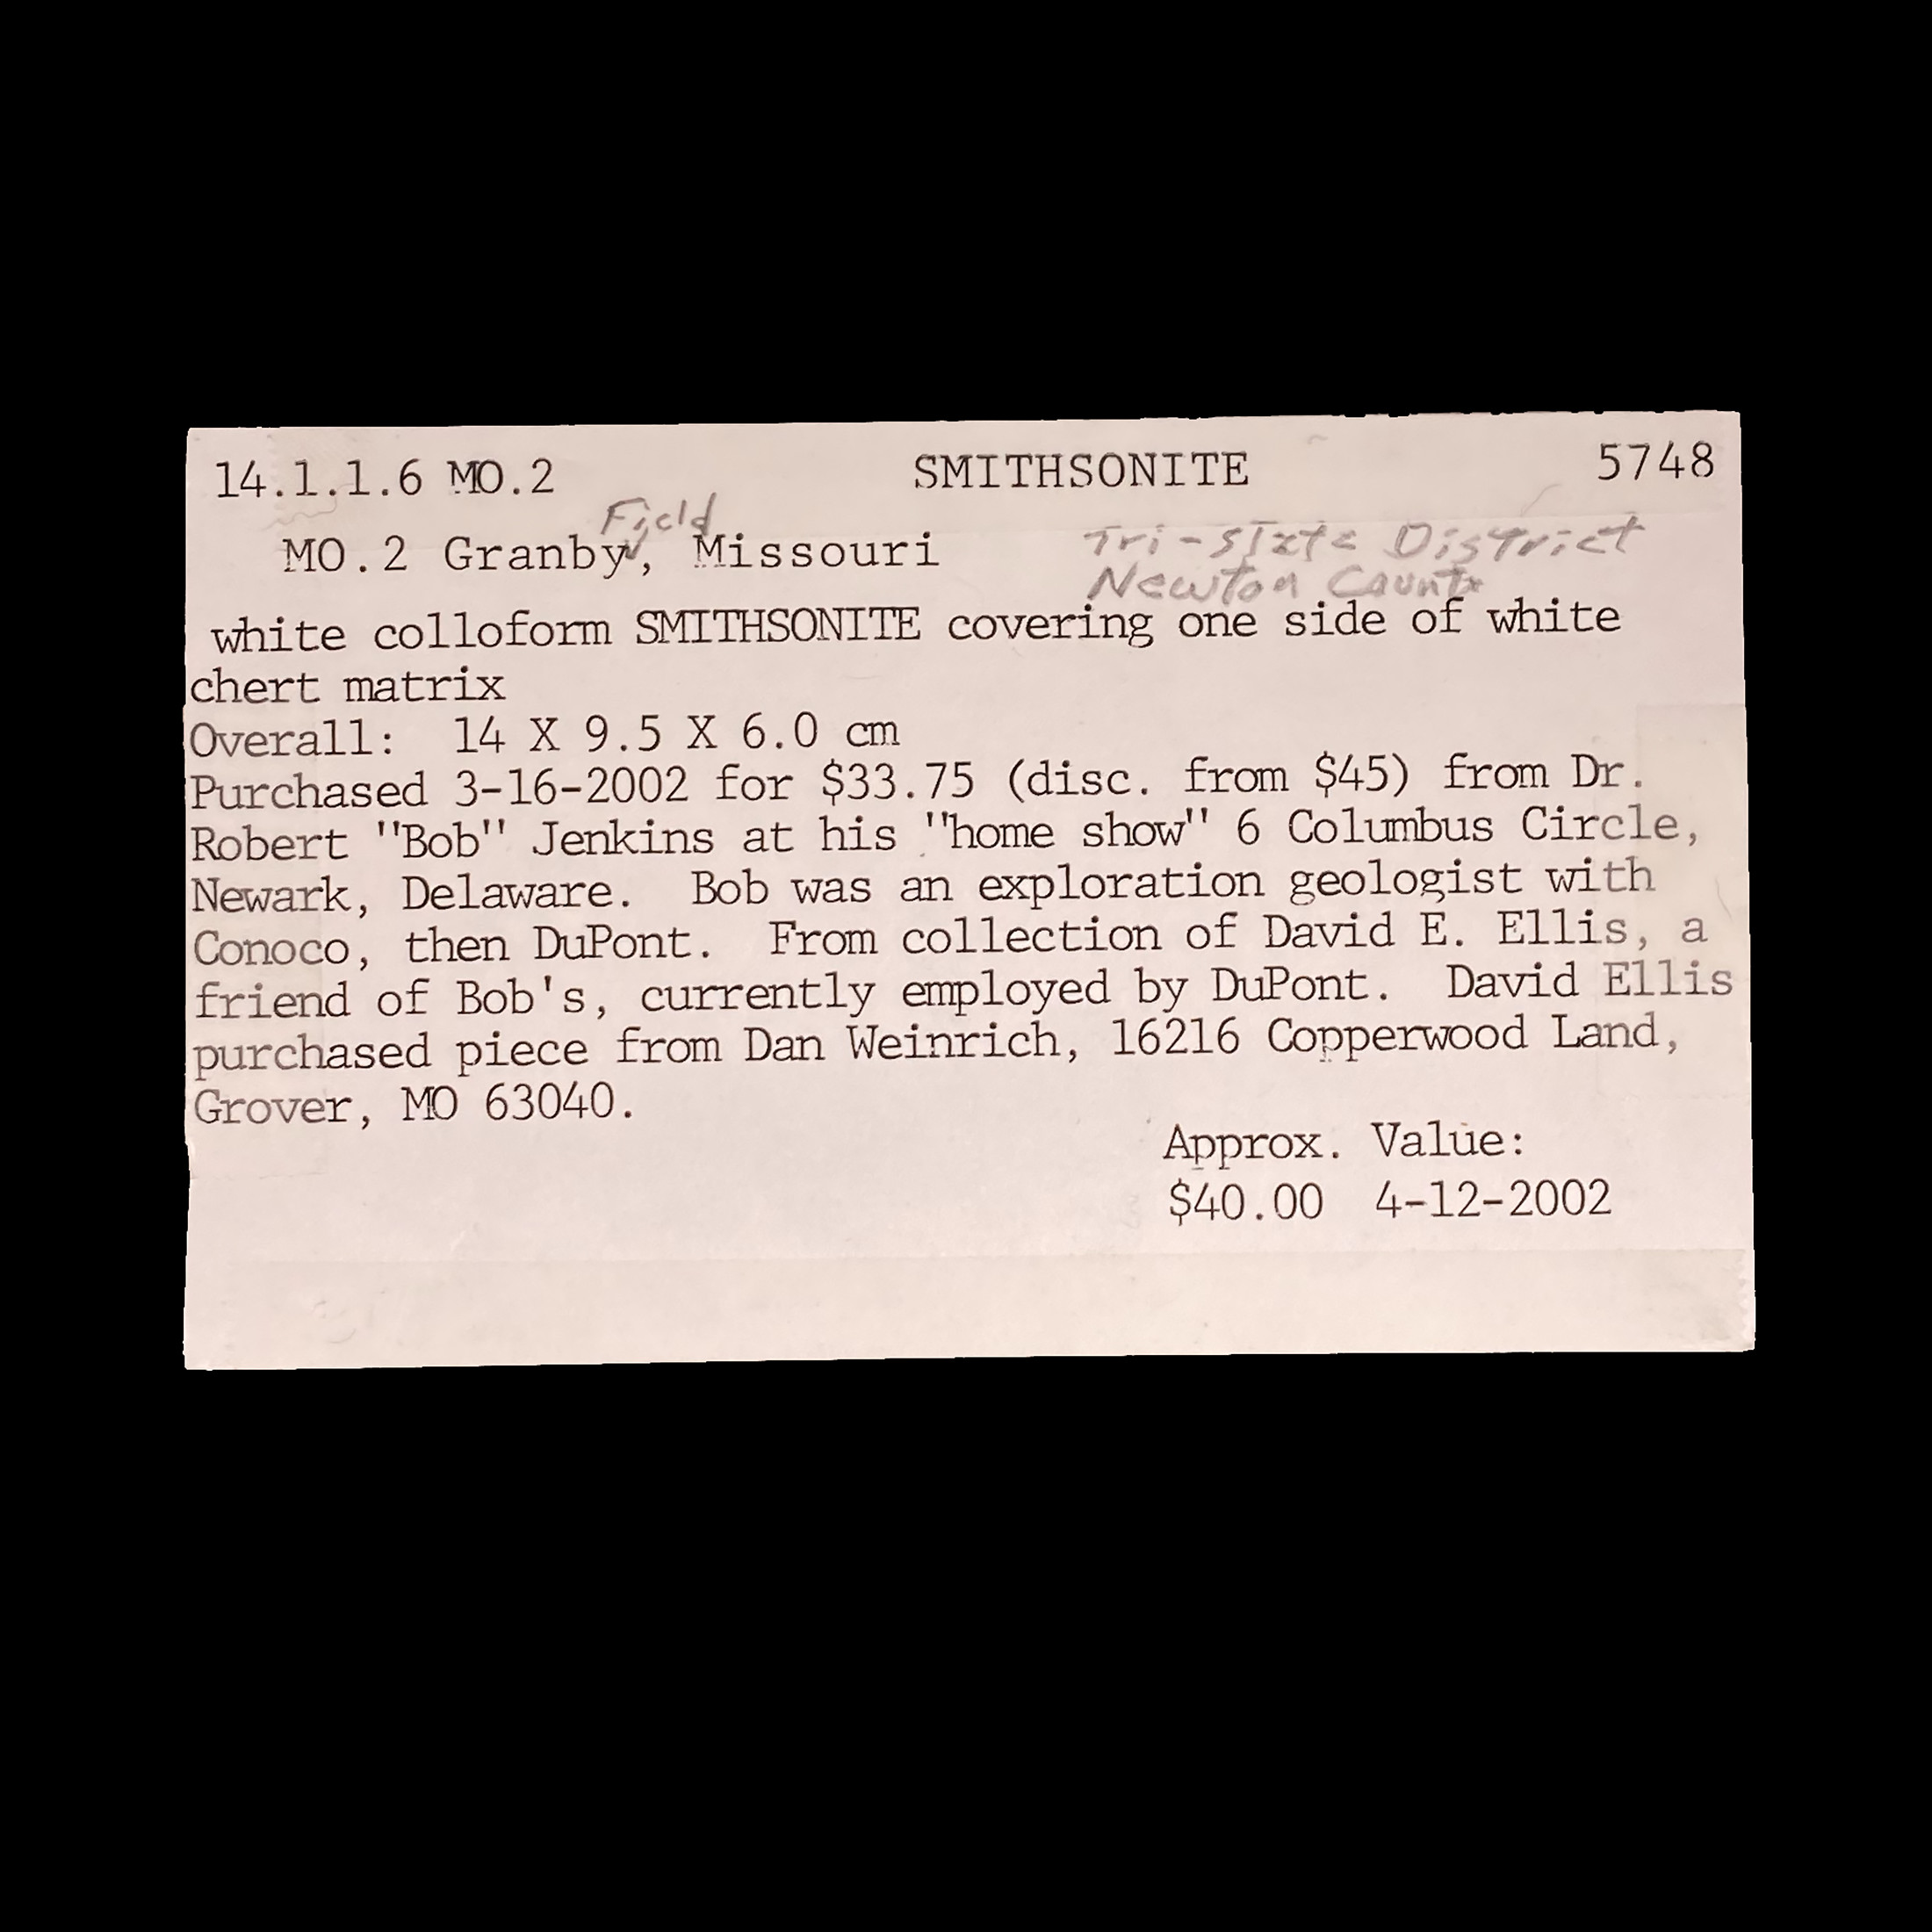 14.1.1.6 MO.2 SMITHSONITE 5748
Field
MO.2 Granby, Missouri Tri-state District
Newton County
white colloform SMITHSONITE covering one side of white
chert matrix
Overall: 14 X 9.5 X 6.0 cm
Purchased 3-16-2002 for $33.75 (disc. from $45) from Dr.
Robert "Bob" Jenkins at his "home show" 6 Columbus Circle,
Newark, Delaware. Bob was an exploration geologist with
Conoco, then DuPont. From collection of David E. Ellis, a
friend of Bob's, currently employed by DuPont. David Ellis
purchased piece from Dan Weinrich, 16216 Copperwood Land,
Grover, MO 63040.
Approx. Value:
$40.00 4-12-2002